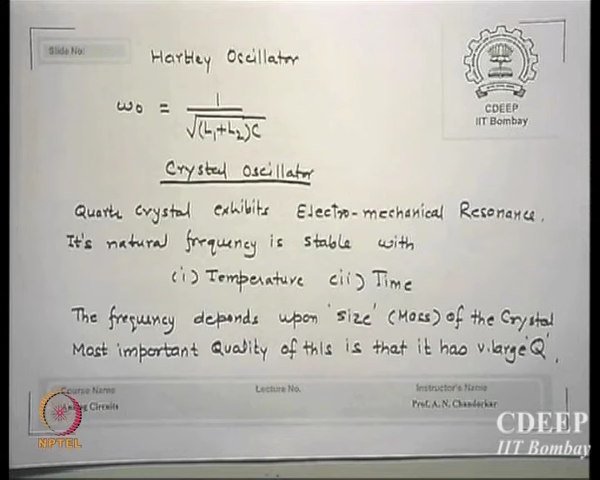 Slide No:
Hartley Oscillator
CDEEP
IIT Bombay
ω₀ = 1 / √(L₁+L₂)C
Crystal Oscillator
Quartz Crystal exhibits Electro-mechanical Resonance.
It's natural frequency is stable with
(i) Temperature (ii) Time
The frequency depends upon 'Size' (Mass) of the Crystal
Most important Quality of this is that it has v. large 'Q'.
Course Name
Lecture No.
Instructor's Name
Analog Circuits
Prof. A. N. Chandorkar
NPTEL
CDEEP
IIT Bombay